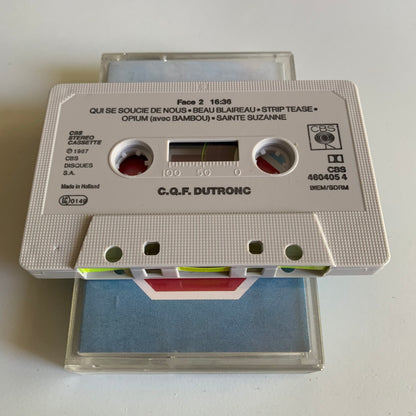 Face 2 16:36
QUI SE SOUCIE DE NOUS • BEAU BLAIREAU • STRIP TEASE •
OPIUM (avec BAMBOU) • SAINTE SUZANNE
CBS
STEREO
CASSETTE
℗ 1987
CBS
DISQUES
S.A.
Made in Holland
0149
100 50 0
CBS
CBS
460405 4
BIEM/SDRM
C.Q.F. DUTRONC